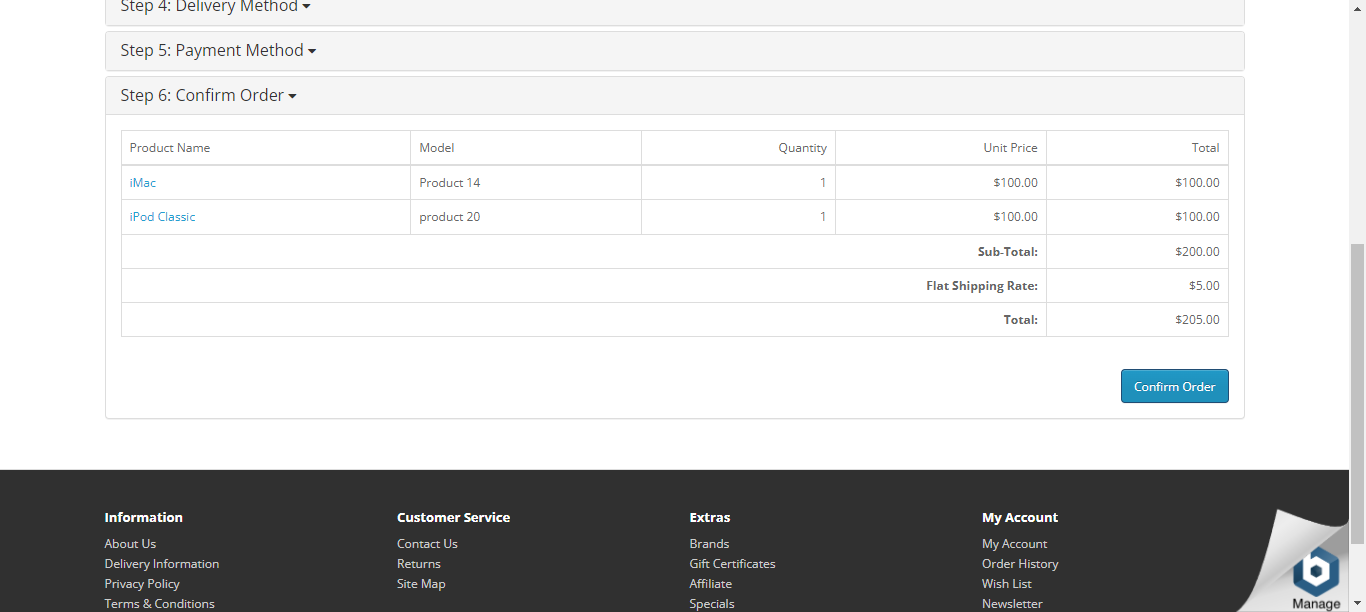 Step 4: Delivery Method
Step 5: Payment Method
Step 6: Confirm Order
Product Name Model Quantity Unit Price Total
iMac Product 14 1 $100.00 $100.00
iPod Classic product 20 1 $100.00 $100.00
Sub-Total: $200.00
Flat Shipping Rate: $5.00
Total: $205.00
Confirm Order
Information
About Us
Delivery Information
Privacy Policy
Terms & Conditions
Customer Service
Contact Us
Returns
Site Map
Extras
Brands
Gift Certificates
Affiliate
Specials
My Account
My Account
Order History
Wish List
Newsletter
b
Manage